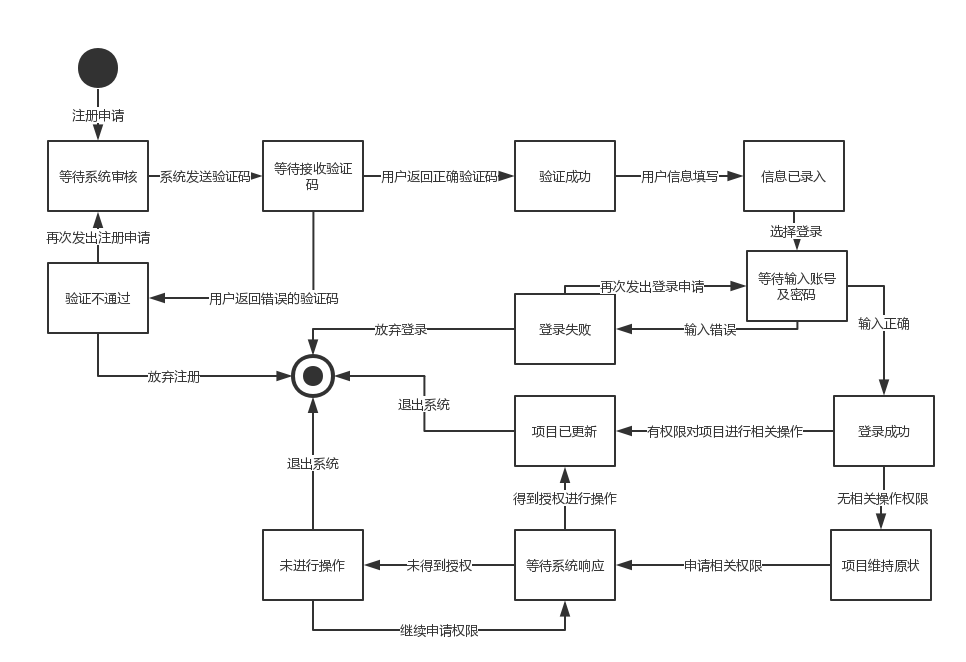 注册申请
等待系统审核
系统发送验证码
等待接收验证
码
用户返回正确验证码
验证成功
用户信息填写
信息已录入
再次发出注册申请
选择登录
验证不通过
用户返回错误的验证码
再次发出登录申请
等待输入账号
及密码
放弃登录
登录失败
输入错误
输入正确
放弃注册
退出系统
项目已更新
有权限对项目进行相关操作
登录成功
退出系统
得到授权进行操作
无相关操作权限
未进行操作
未得到授权
等待系统响应
申请相关权限
项目维持原状
继续申请权限